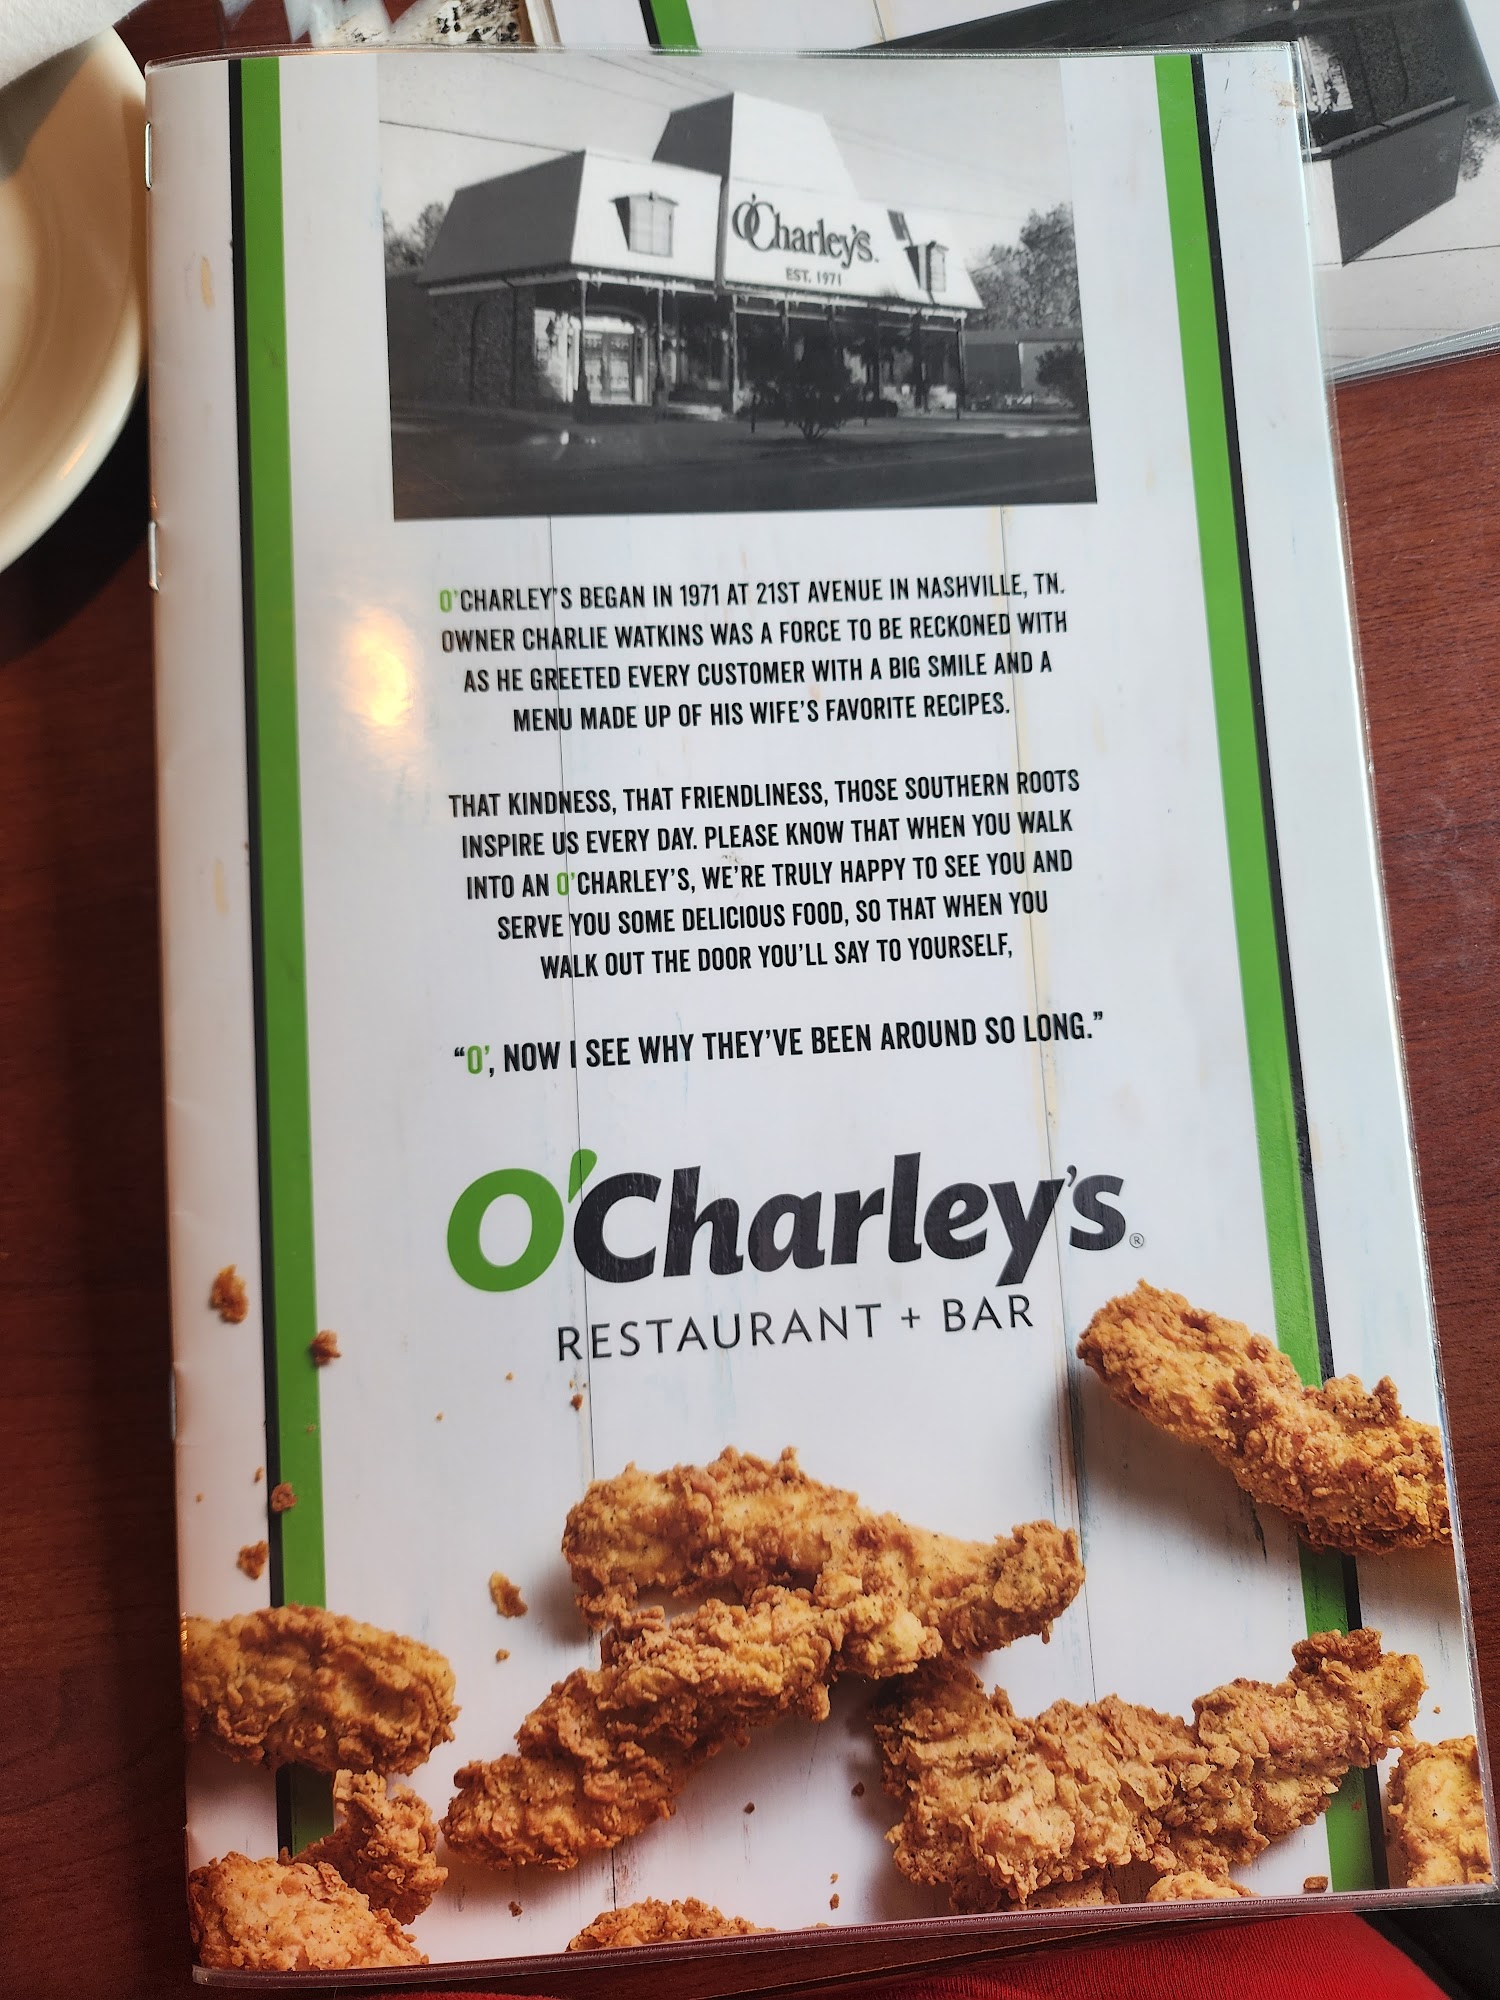 O'Charley's.
EST. 1971
O'CHARLEY'S BEGAN IN 1971 AT 21ST AVENUE IN NASHVILLE, TN.
OWNER CHARLIE WATKINS WAS A FORCE TO BE RECKONED WITH
AS HE GREETED EVERY CUSTOMER WITH A BIG SMILE AND A
MENU MADE UP OF HIS WIFE'S FAVORITE RECIPES.
THAT KINDNESS, THAT FRIENDLINESS, THOSE SOUTHERN ROOTS
INSPIRE US EVERY DAY. PLEASE KNOW THAT WHEN YOU WALK
INTO AN O'CHARLEY'S, WE'RE TRULY HAPPY TO SEE YOU AND
SERVE YOU SOME DELICIOUS FOOD, SO THAT WHEN YOU
WALK OUT THE DOOR YOU'LL SAY TO YOURSELF,
“O’, NOW I SEE WHY THEY’VE BEEN AROUND SO LONG.”
O'Charley's®
RESTAURANT + BAR